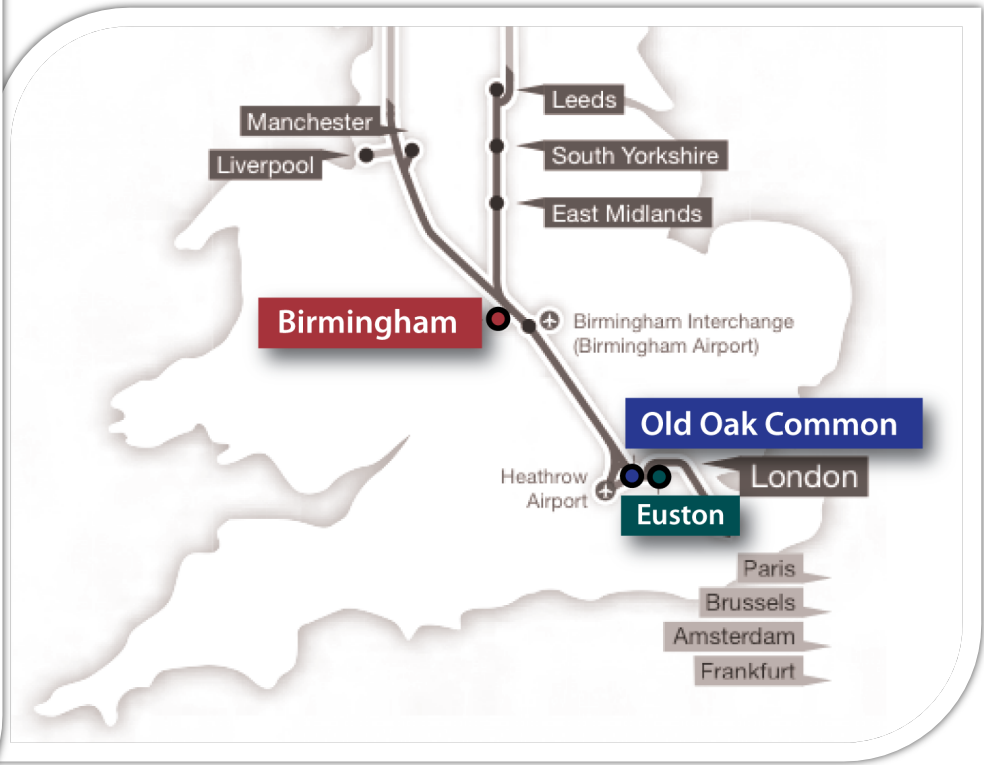 Leeds
Manchester
South Yorkshire
Liverpool
East Midlands
Birmingham
Birmingham Interchange
(Birmingham Airport)
Old Oak Common
Heathrow
Airport
London
Euston
Paris
Brussels
Amsterdam
Frankfurt